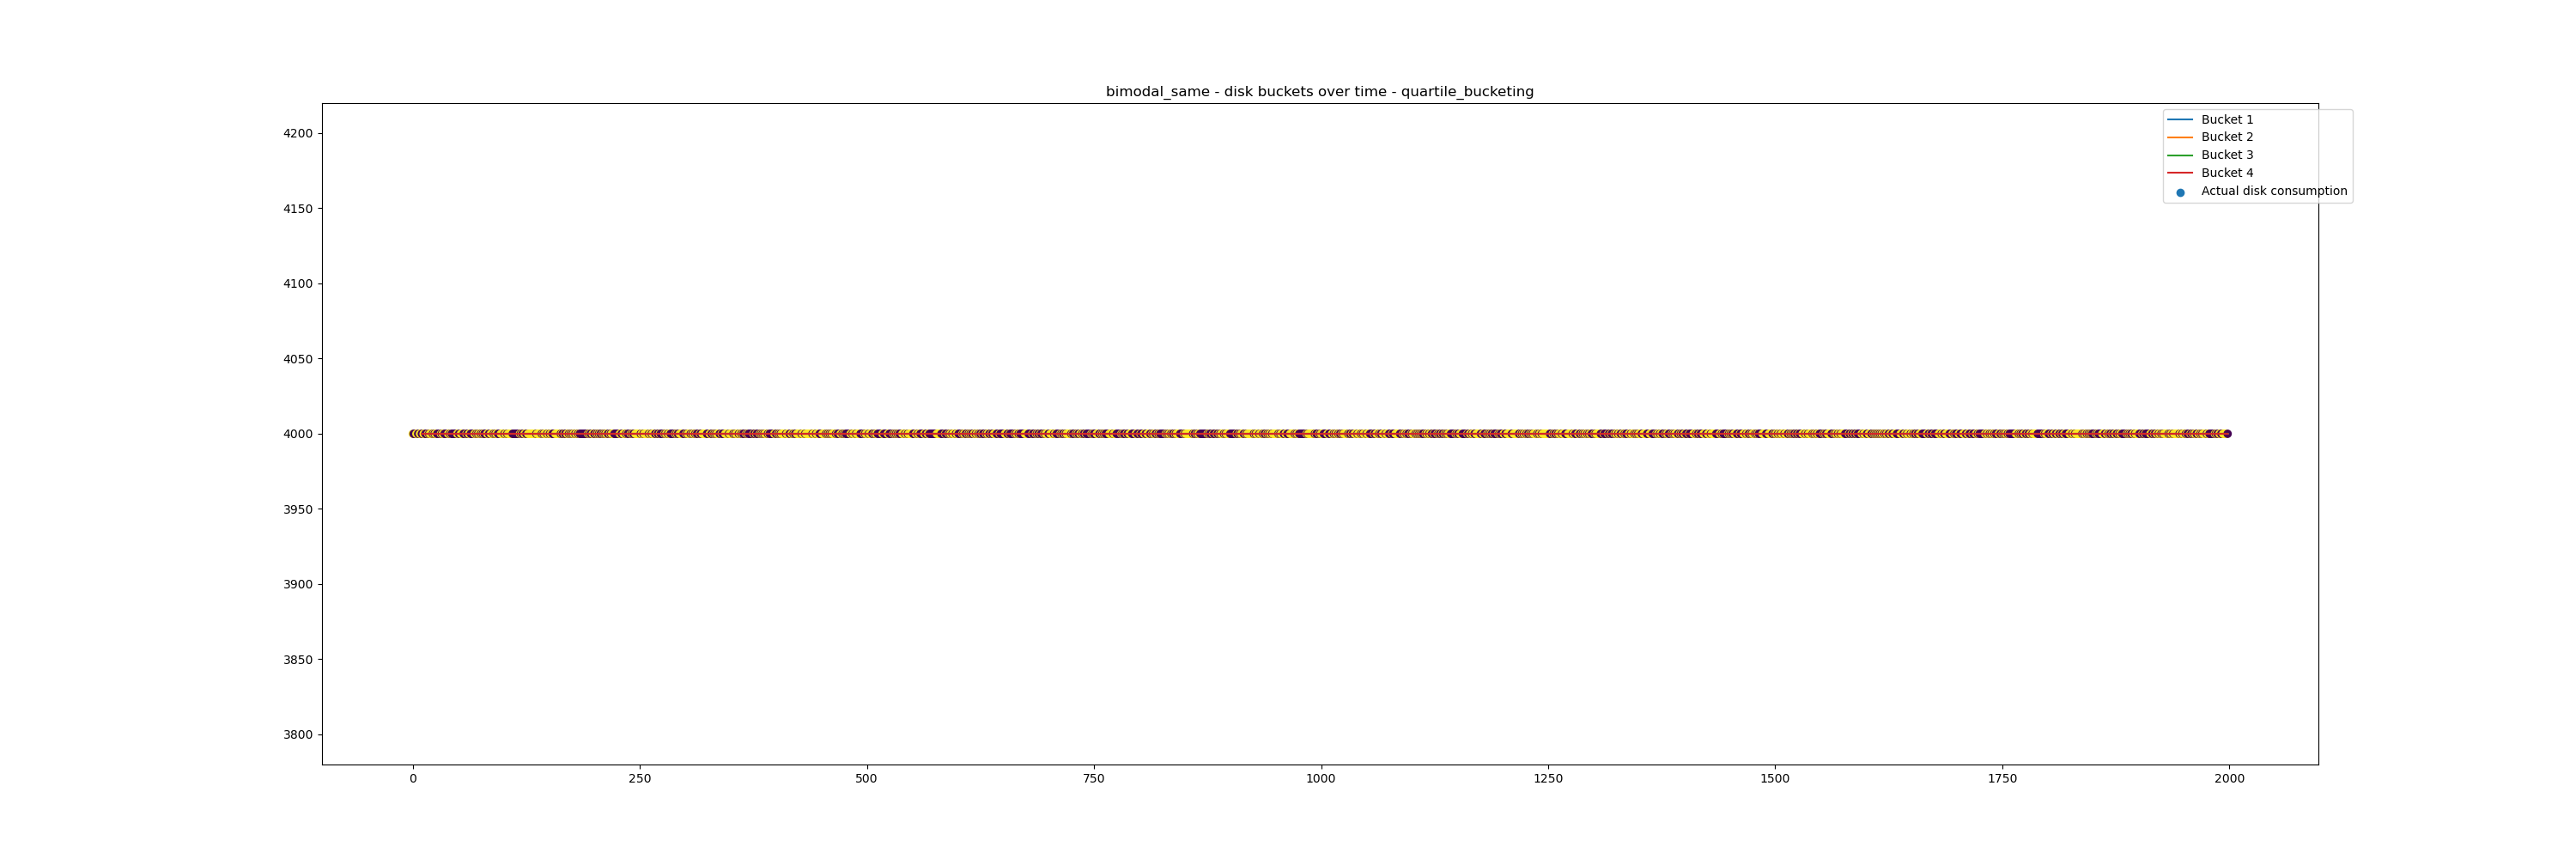 bimodal_same - disk buckets over time - quartile_bucketing
4200
4150
4100
4050
4000
3950
3900
3850
3800
0 250 500 750 1000 1250 1500 1750 2000
Bucket 1
Bucket 2
Bucket 3
Bucket 4
Actual disk consumption